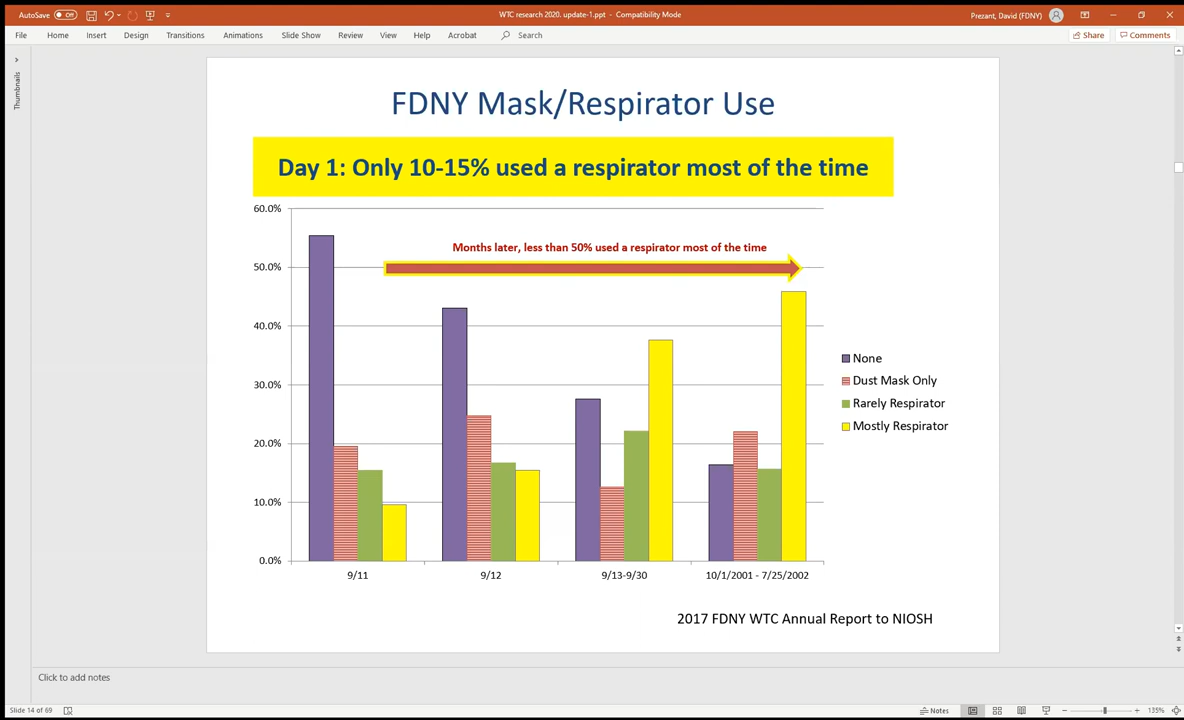 AutoSave Off
WTC research 2020. update-1.ppt - Compatibility Mode
Prezant, David (FDNY)
File Home Insert Design Transitions Animations Slide Show Review View Help Acrobat Search
Share Comments
Thumbnails
FDNY Mask/Respirator Use
Day 1: Only 10-15% used a respirator most of the time
60.0%
Months later, less than 50% used a respirator most of the time
50.0%
40.0%
30.0%
20.0%
10.0%
0.0%
9/11 9/12 9/13-9/30 10/1/2001 - 7/25/2002
None
Dust Mask Only
Rarely Respirator
Mostly Respirator
2017 FDNY WTC Annual Report to NIOSH
Click to add notes
Slide 14 of 69
Notes
135%